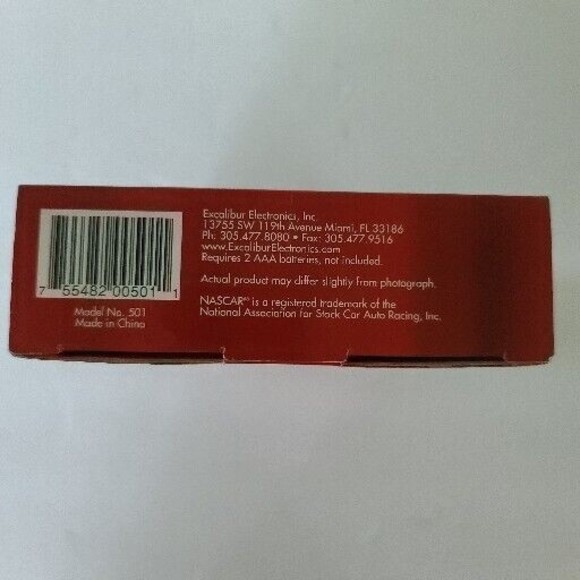 Excalibur Electronics, Inc.
13755 SW 119th Avenue Miami, FL 33186
Ph: 305.477.8080 • Fax: 305.477.9516
www.ExcaliburElectronics.com
Requires 2 AAA batteries, not included.
Actual product may differ slightly from photograph.
NASCAR® is a registered trademark of the
National Association for Stock Car Auto Racing, Inc.
7 55482 00501 1
Model No. 501
Made in China